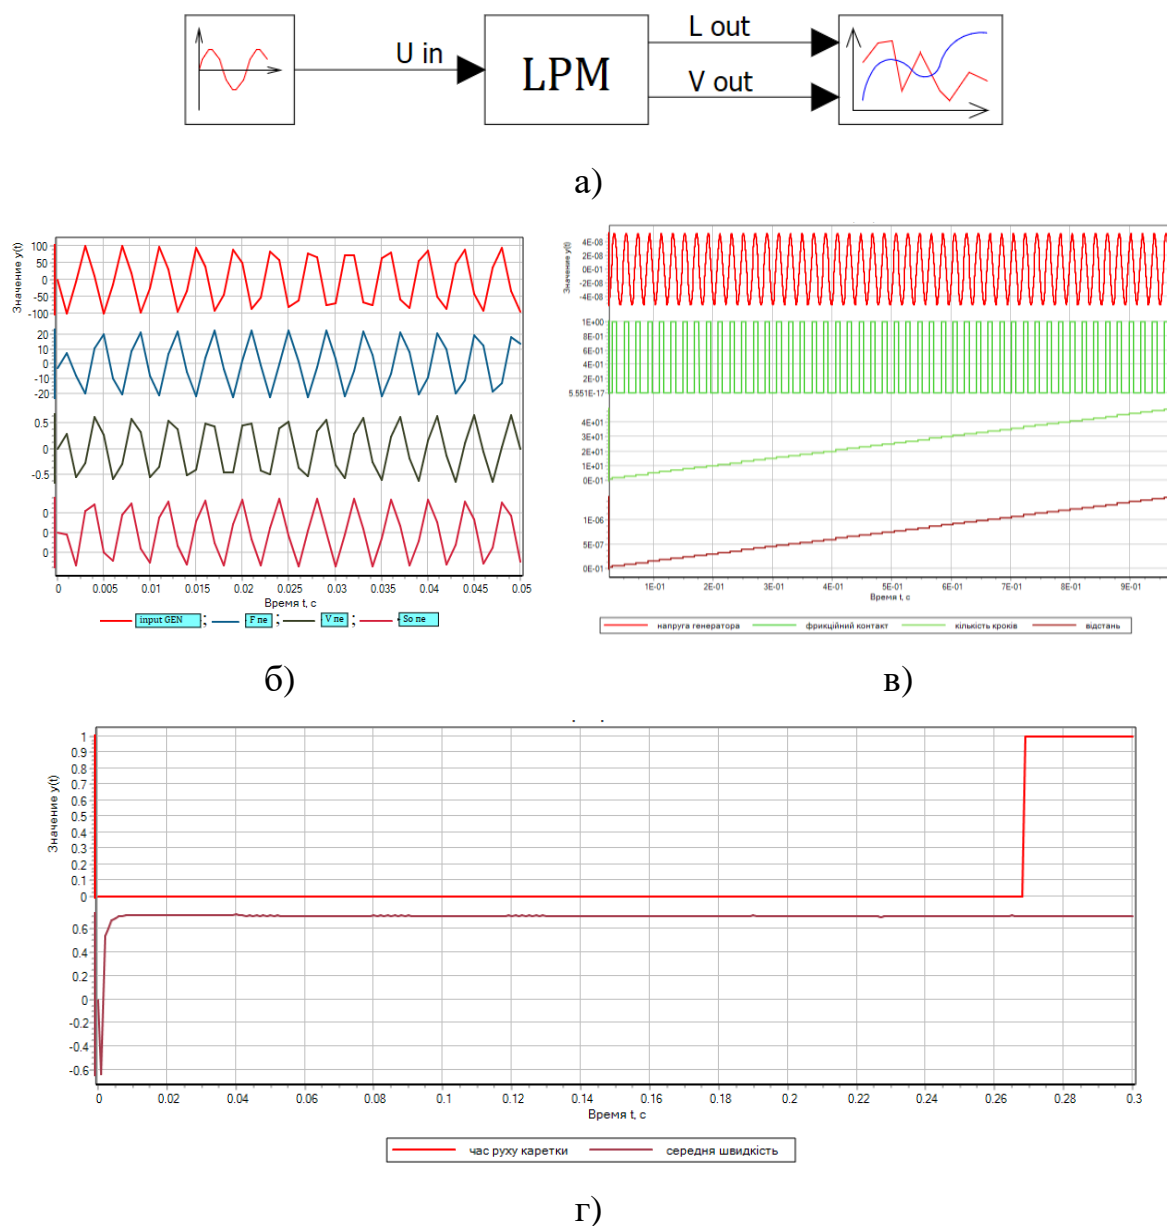 U in
LPM
L out
V out
а)
Значение y(t)
100
50
0
-50
-100
20
10
0
-10
-20
0.5
0
-0.5
0
0
0
0 0.005 0.01 0.015 0.02 0.025 0.03 0.035 0.04 0.045 0.05
Время t, с
input GEN ; F пе ; V пе ; So пе
б)
Значение y(t)
4E-08
2E-08
0E-01
-2E-08
-4E-08
1E+00
8E-01
6E-01
4E-01
2E-01
5.551E-17
4E+01
3E+01
2E+01
1E+01
0E-01
1E-06
5E-07
0E-01
1E-01 2E-01 3E-01 4E-01 5E-01 6E-01 7E-01 8E-01 9E-01
Время t, с
напруга генератора фрикційний контакт кількість кроків відстань
в)
Значение y(t)
1
0.9
0.8
0.7
0.6
0.5
0.4
0.3
0.2
0.1
0
0.6
0.4
0.2
0
-0.2
-0.4
-0.6
0 0.02 0.04 0.06 0.08 0.1 0.12 0.14 0.16 0.18 0.2 0.22 0.24 0.26 0.28 0.3
Время t, с
час руху каретки середня швидкість
г)